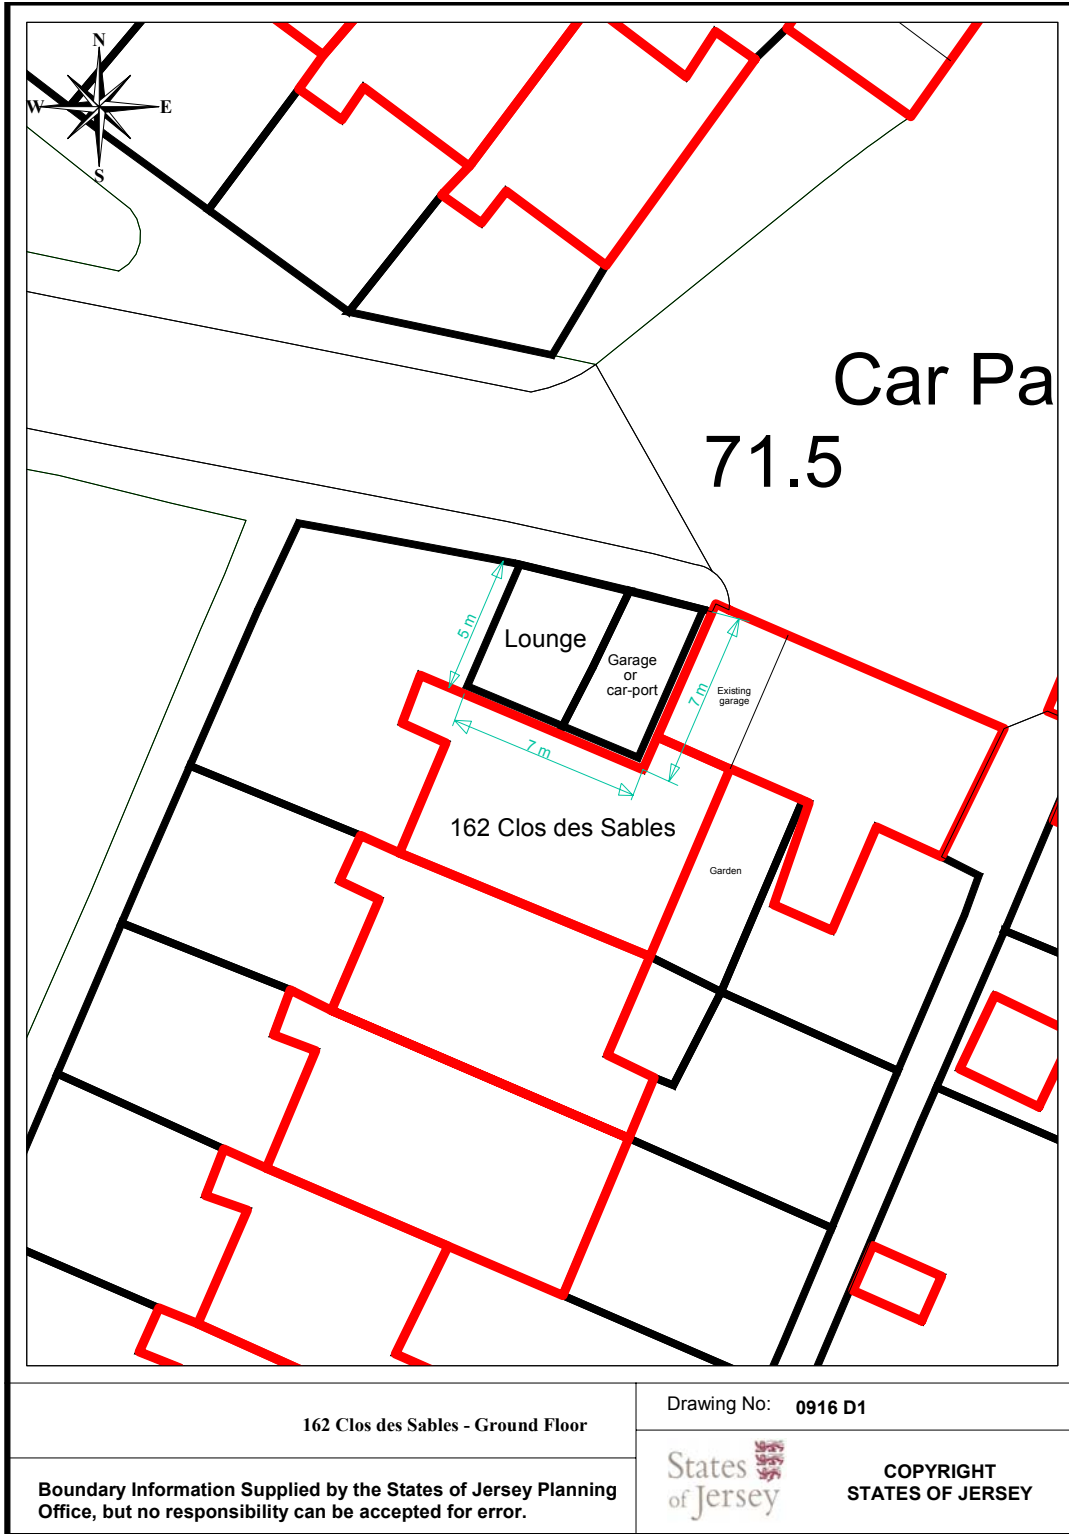 N
W
E
S
Car Pa
71.5
5 m
Lounge
Garage
or
car-port
7 m
Existing
garage
7 m
162 Clos des Sables
Garden
162 Clos des Sables - Ground Floor
Drawing No: 0916 D1
Boundary Information Supplied by the States of Jersey Planning
Office, but no responsibility can be accepted for error.
States
of Jersey
COPYRIGHT
STATES OF JERSEY